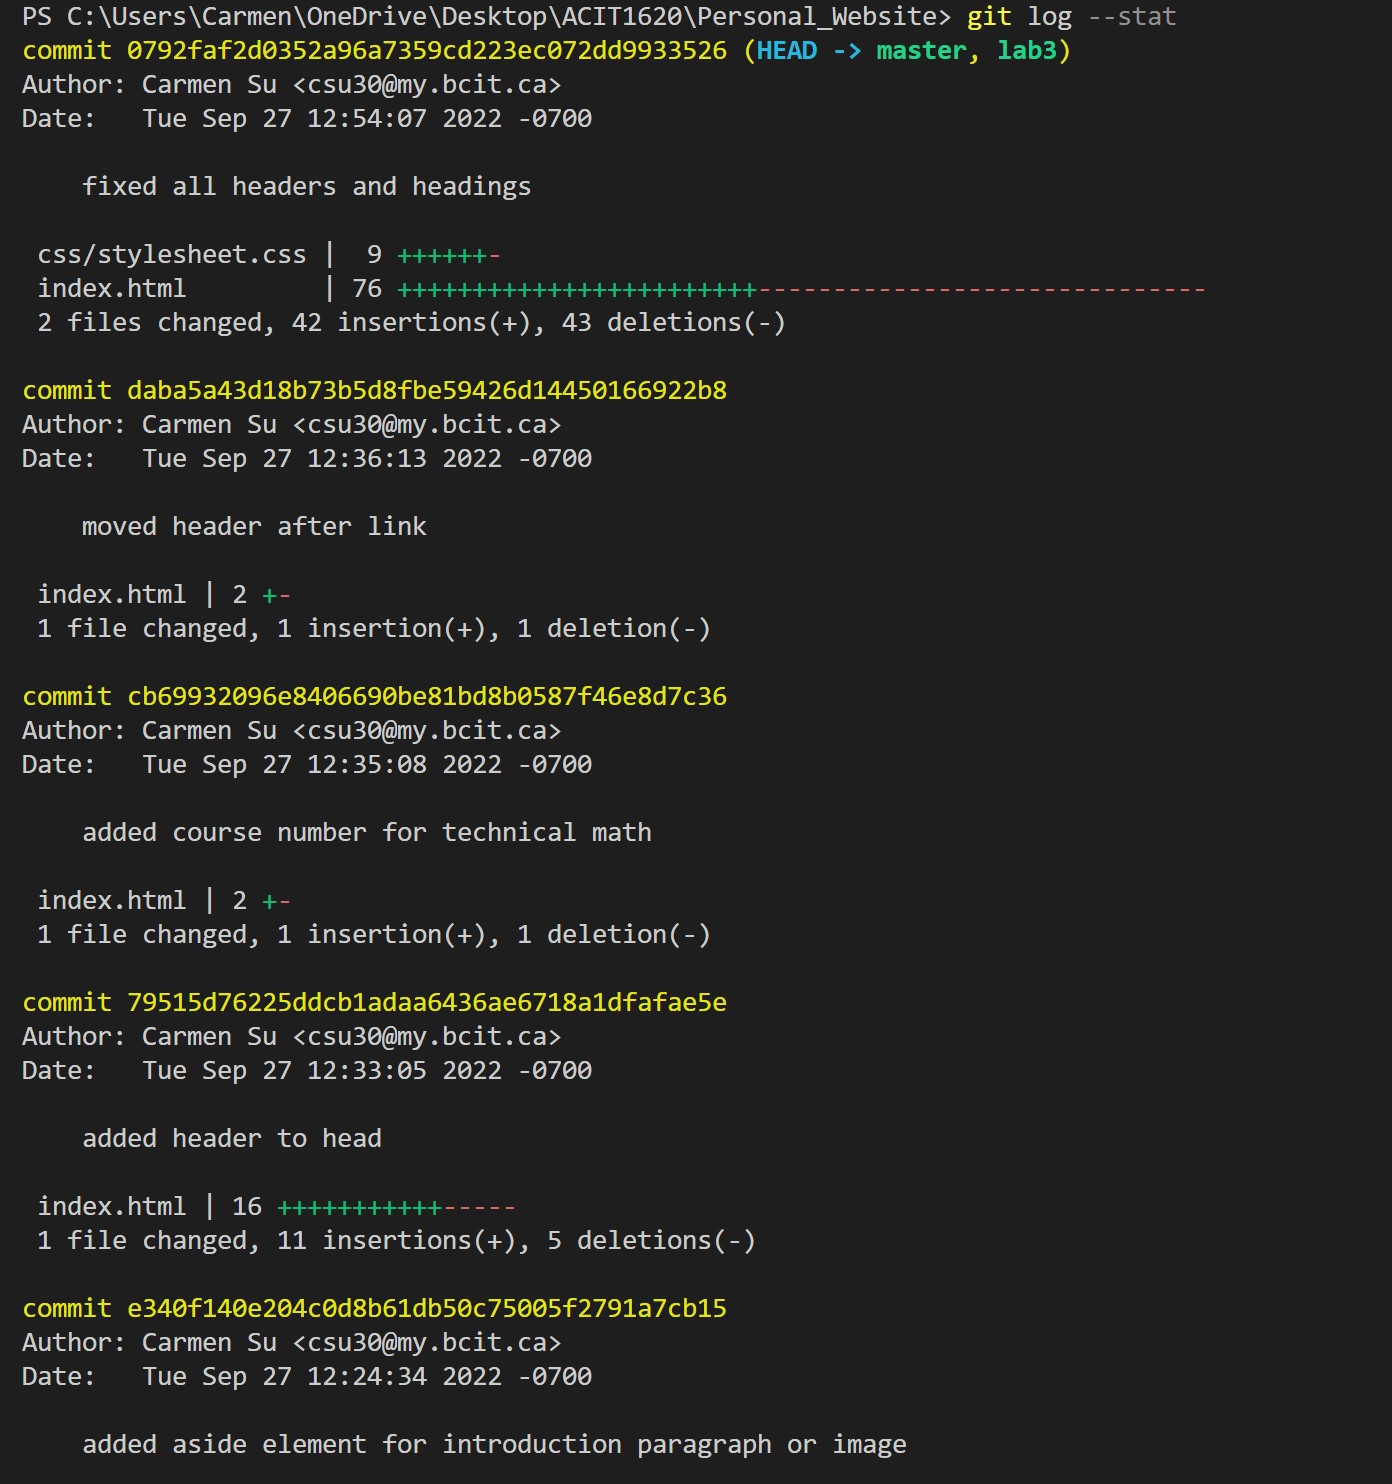 PS C:\Users\Carmen\OneDrive\Desktop\ACIT1620\Personal_Website> git log --stat
commit 0792faf2d0352a96a7359cd223ec072dd9933526 (HEAD -> master, lab3)
Author: Carmen Su <csu30@my.bcit.ca>
Date:   Tue Sep 27 12:54:07 2022 -0700

    fixed all headers and headings

 css/stylesheet.css |  9 ++++++-
 index.html         | 76 ++++++++++++++++++++++++------------------------------
 2 files changed, 42 insertions(+), 43 deletions(-)

commit daba5a43d18b73b5d8fbe59426d14450166922b8
Author: Carmen Su <csu30@my.bcit.ca>
Date:   Tue Sep 27 12:36:13 2022 -0700

    moved header after link

 index.html | 2 +-
 1 file changed, 1 insertion(+), 1 deletion(-)

commit cb69932096e8406690be81bd8b0587f46e8d7c36
Author: Carmen Su <csu30@my.bcit.ca>
Date:   Tue Sep 27 12:35:08 2022 -0700

    added course number for technical math

 index.html | 2 +-
 1 file changed, 1 insertion(+), 1 deletion(-)

commit 79515d76225ddcb1adaa6436ae6718a1dfafae5e
Author: Carmen Su <csu30@my.bcit.ca>
Date:   Tue Sep 27 12:33:05 2022 -0700

    added header to head

 index.html | 16 +++++++++++-----
 1 file changed, 11 insertions(+), 5 deletions(-)

commit e340f140e204c0d8b61db50c75005f2791a7cb15
Author: Carmen Su <csu30@my.bcit.ca>
Date:   Tue Sep 27 12:24:34 2022 -0700

    added aside element for introduction paragraph or image